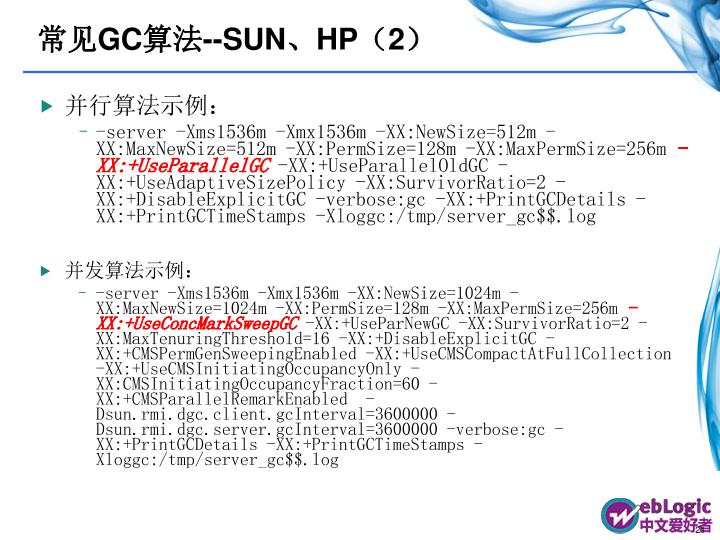 常见GC算法--SUN、HP（2）
并行算法示例：
–-server -Xms1536m -Xmx1536m -XX:NewSize=512m -
XX:MaxNewSize=512m -XX:PermSize=128m -XX:MaxPermSize=256m -
XX:+UseParallelGC -XX:+UseParallelOldGC -
XX:+UseAdaptiveSizePolicy -XX:SurvivorRatio=2 -
XX:+DisableExplicitGC -verbose:gc -XX:+PrintGCDetails -
XX:+PrintGCTimeStamps -Xloggc:/tmp/server_gc$$.log
并发算法示例：
–-server -Xms1536m -Xmx1536m -XX:NewSize=1024m -
XX:MaxNewSize=1024m -XX:PermSize=128m -XX:MaxPermSize=256m -
XX:+UseConcMarkSweepGC -XX:+UseParNewGC -XX:SurvivorRatio=2 -
XX:MaxTenuringThreshold=16 -XX:+DisableExplicitGC -
XX:+CMSPermGenSweepingEnabled -XX:+UseCMSCompactAtFullCollection
-XX:+UseCMSInitiatingOccupancyOnly -
XX:CMSInitiatingOccupancyFraction=60 -
XX:+CMSParallelRemarkEnabled  -
Dsun.rmi.dgc.client.gcInterval=3600000 -
Dsun.rmi.dgc.server.gcInterval=3600000 -verbose:gc -
XX:+PrintGCDetails -XX:+PrintGCTimeStamps -
Xloggc:/tmp/server_gc$$.log
WebLogic
中文爱好者